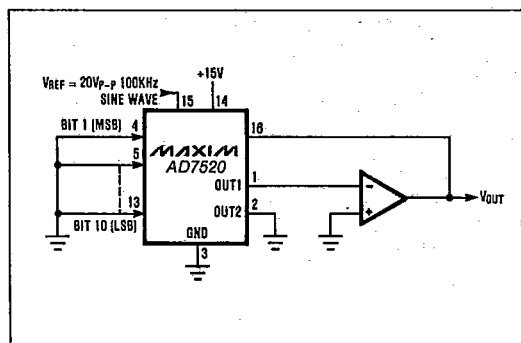 +15V
VREF = 20Vp-p 100KHz
SINE WAVE
15
14
BIT 1 (MSB)
4
16
MAXIM
AD7520
5
OUT1
1
−
VOUT
13
OUT2
2
+
BIT 10 (LSB)
GND
3